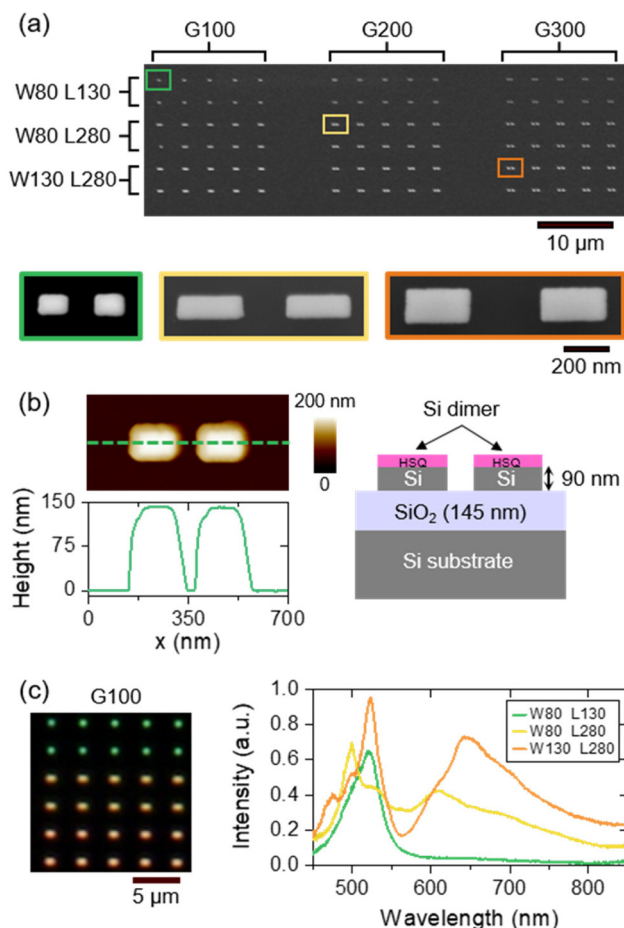 (a)
G100 G200 G300
W80 L130
W80 L280
W130 L280
10 µm
200 nm
(b)
200 nm
0
Height (nm)
150
75
0
0 350 700
x (nm)
Si dimer
HSQ HSQ
Si Si
90 nm
SiO₂ (145 nm)
Si substrate
(c)
G100
5 µm
Intensity (a.u.)
1.0
0.8
0.6
0.4
0.2
0.0
W80 L130
W80 L280
W130 L280
500 600 700 800
Wavelength (nm)